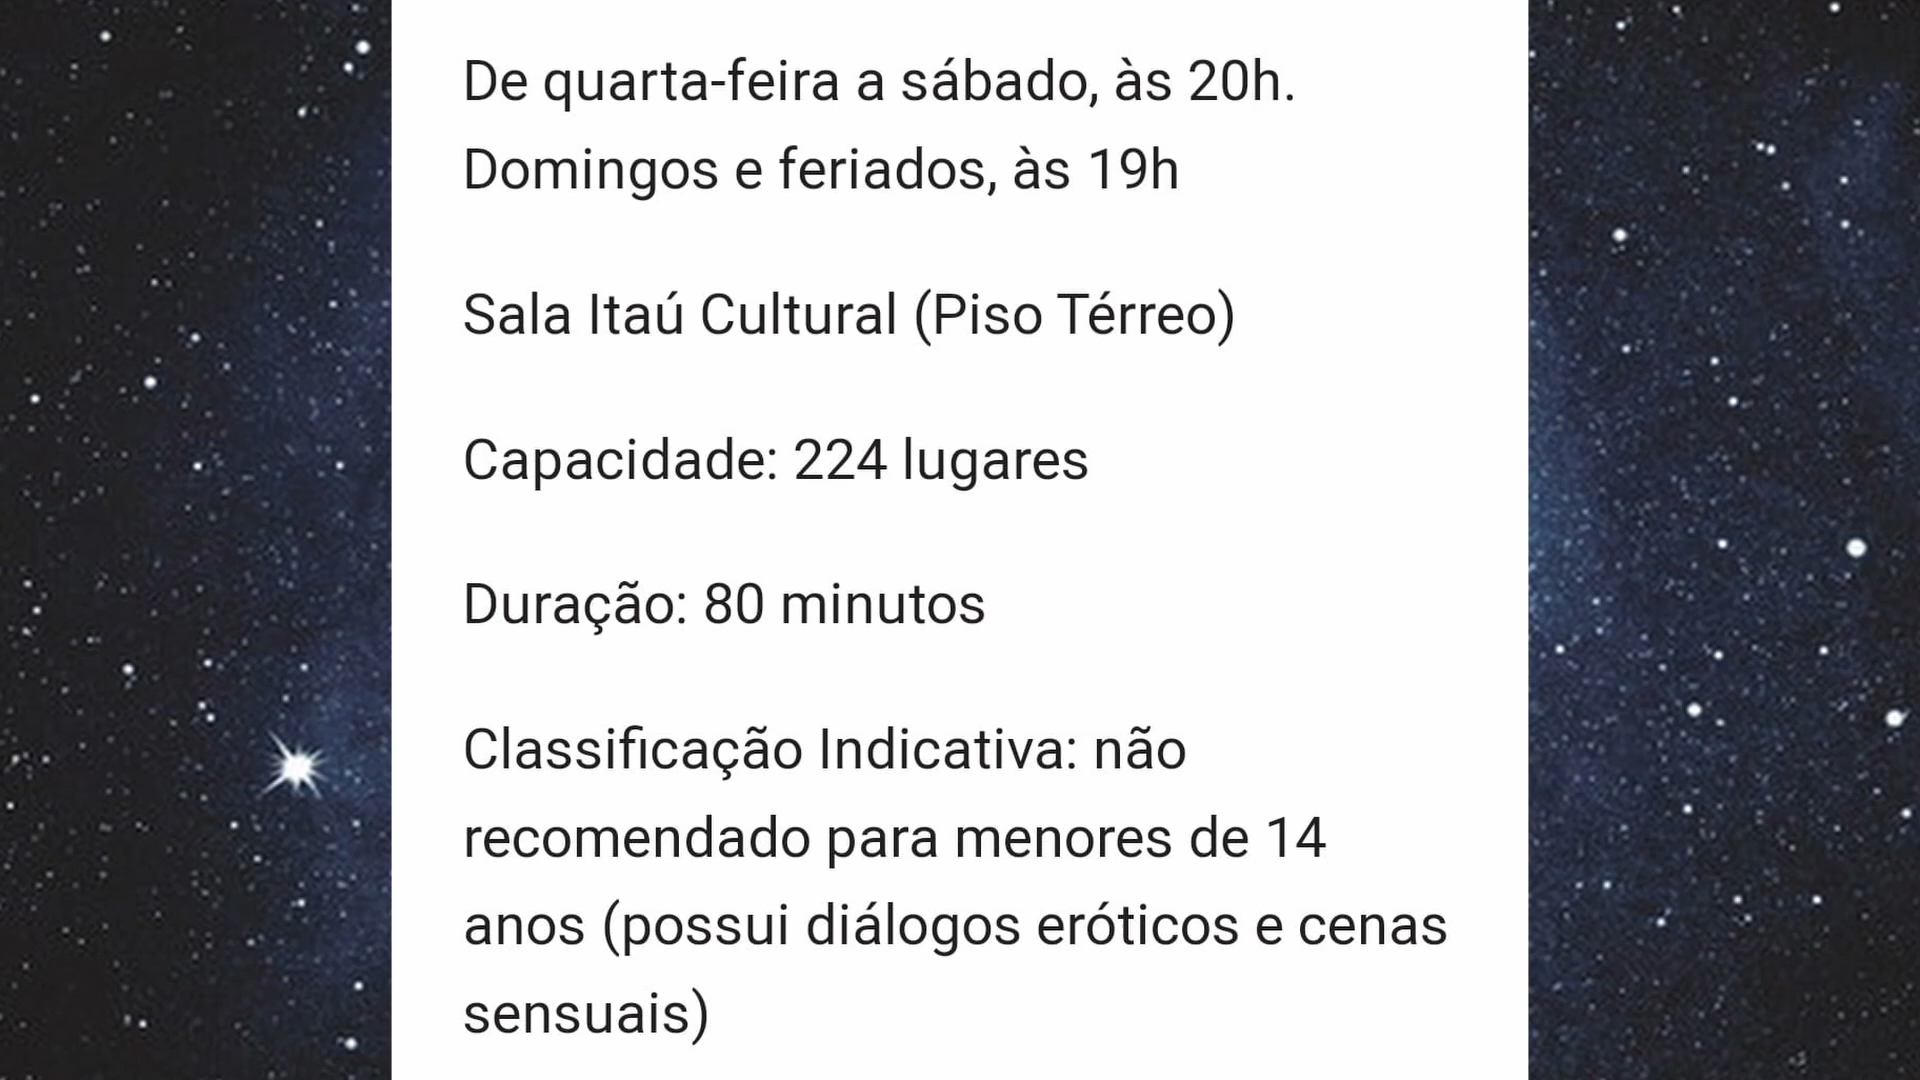 De quarta-feira a sábado, às 20h.
Domingos e feriados, às 19h
Sala Itaú Cultural (Piso Térreo)
Capacidade: 224 lugares
Duração: 80 minutos
Classificação Indicativa: não
recomendado para menores de 14
anos (possui diálogos eróticos e cenas
sensuais)